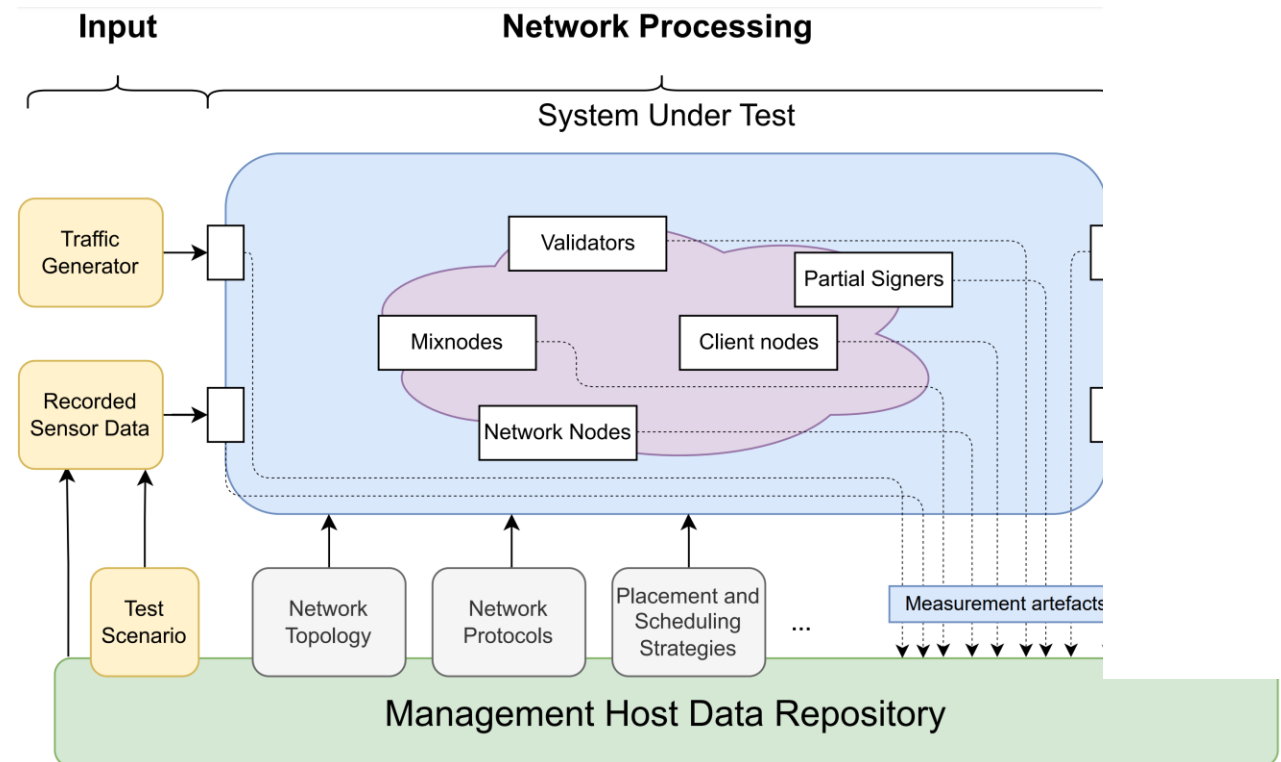 Input
Network Processing
System Under Test
Traffic
Generator
Validators
Partial Signers
Mixnodes
Client nodes
Recorded
Sensor Data
Network Nodes
Test
Scenario
Network
Topology
Network
Protocols
Placement and
Scheduling
Strategies
...
Measurement artefacts
Management Host Data Repository